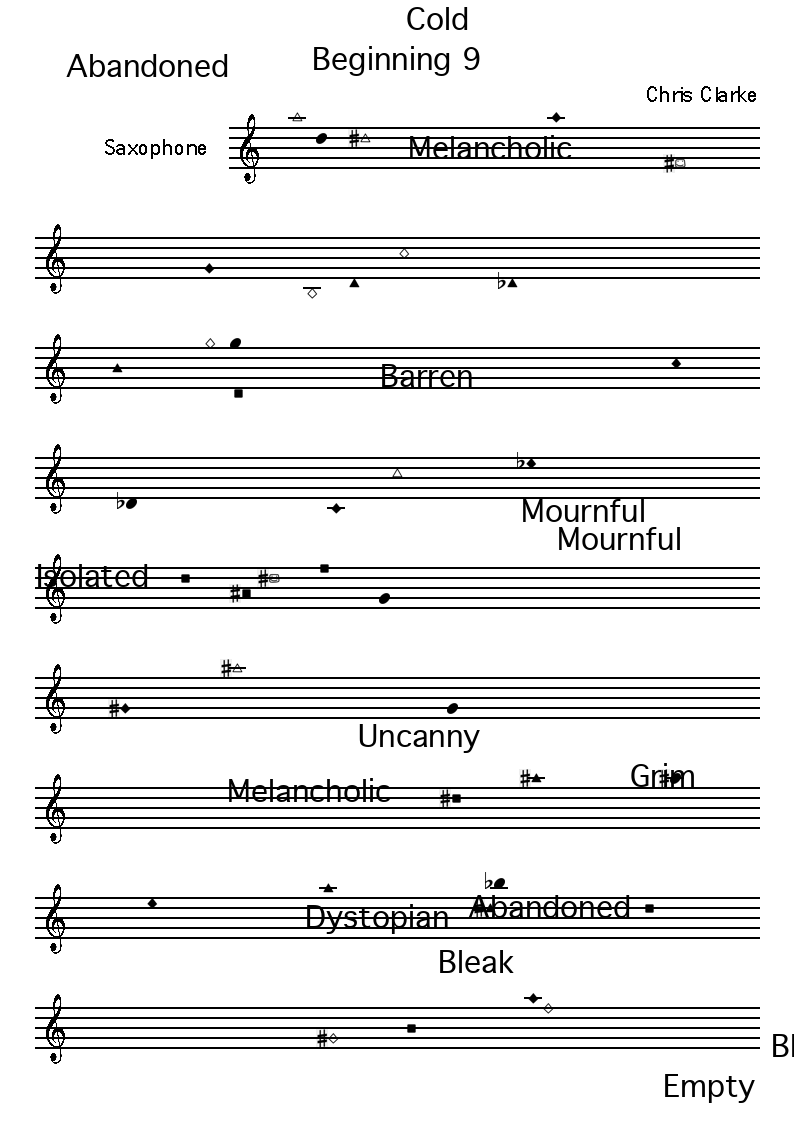 Cold
Beginning 9
Abandoned
Chris Clarke
Saxophone
Melancholic
Barren
Mournful
Mournful
Isolated
Uncanny
Grim
Melancholic
Abandoned
Dystopian
Bleak
Empty